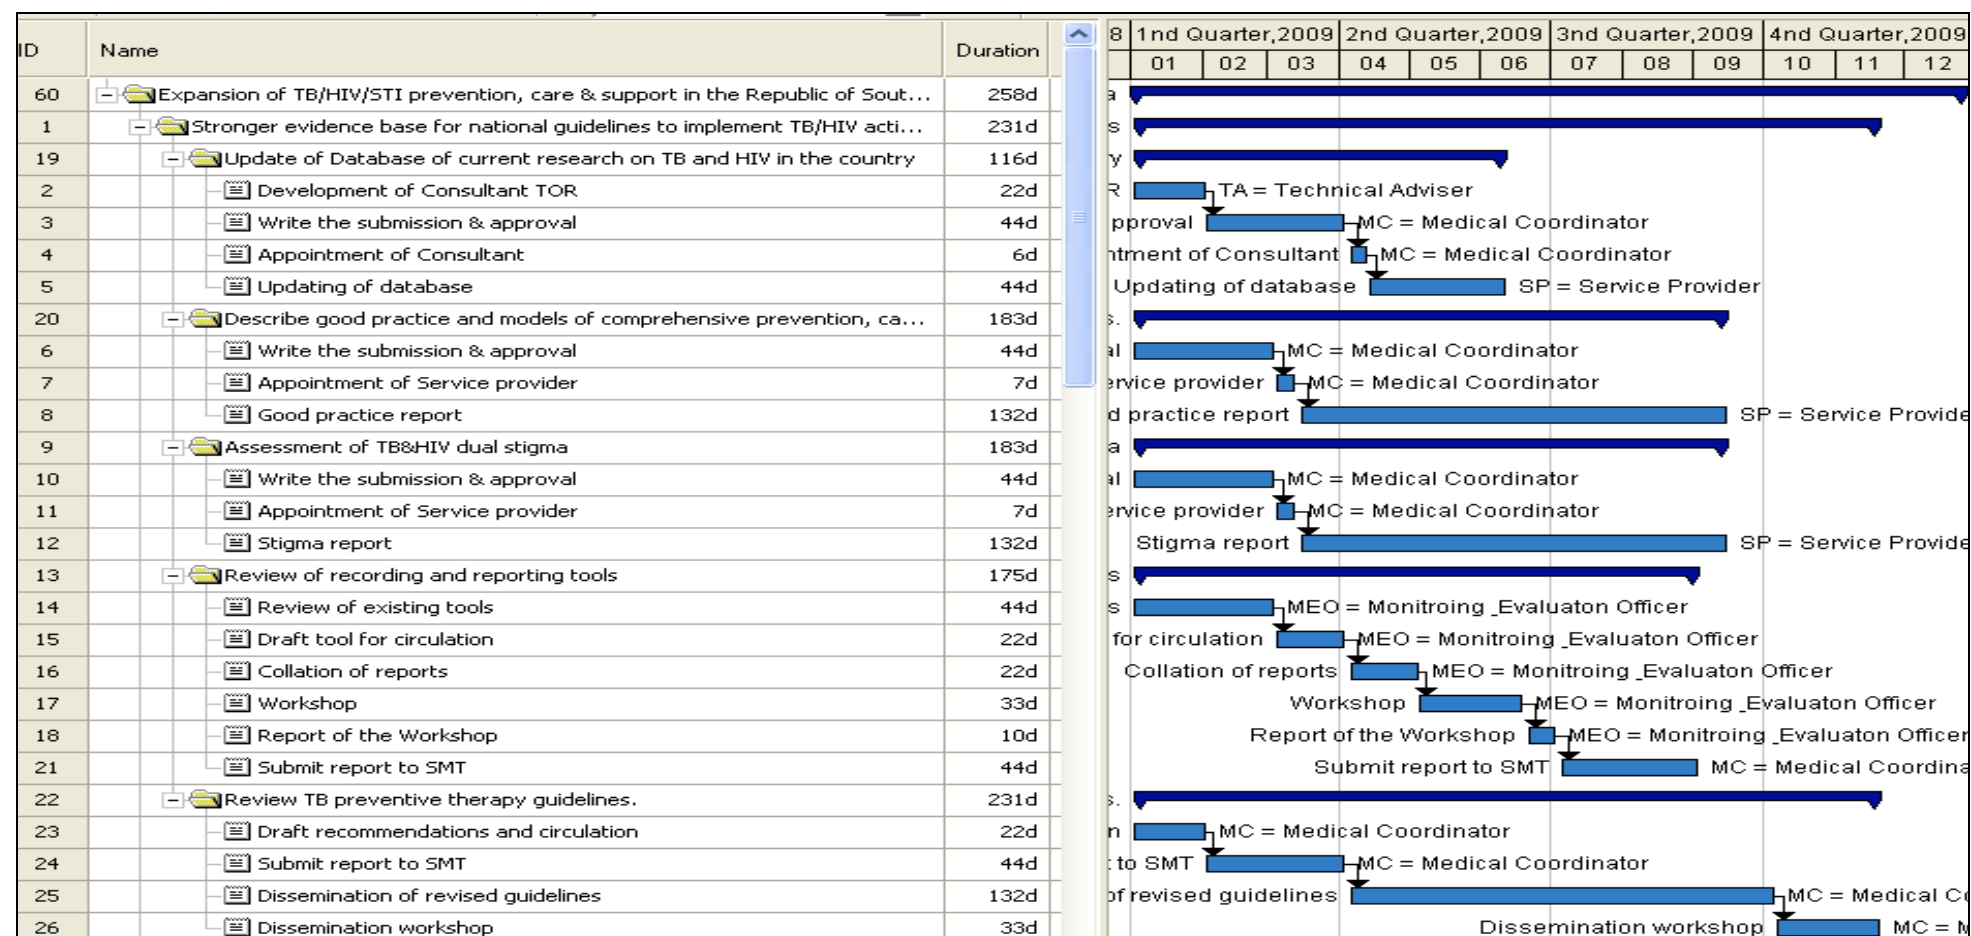 ID Name Duration 8 1nd Quarter,2009 2nd Quarter,2009 3nd Quarter,2009 4nd Quarter,2009
01 02 03 04 05 06 07 08 09 10 11 12
60 Expansion of TB/HIV/STI prevention, care & support in the Republic of Sout... 258d a
1 Stronger evidence base for national guidelines to implement TB/HIV acti... 231d s
19 Update of Database of current research on TB and HIV in the country 116d y
2 Development of Consultant TOR 22d R TA = Technical Adviser
3 Write the submission & approval 44d pproval MC = Medical Coordinator
4 Appointment of Consultant 6d ntment of Consultant MC = Medical Coordinator
5 Updating of database 44d Updating of database SP = Service Provider
20 Describe good practice and models of comprehensive prevention, ca... 183d s.
6 Write the submission & approval 44d al MC = Medical Coordinator
7 Appointment of Service provider 7d ervice provider MC = Medical Coordinator
8 Good practice report 132d d practice report SP = Service Provide
9 Assessment of TB&HIV dual stigma 183d a
10 Write the submission & approval 44d al MC = Medical Coordinator
11 Appointment of Service provider 7d ervice provider MC = Medical Coordinator
12 Stigma report 132d Stigma report SP = Service Provide
13 Review of recording and reporting tools 175d s
14 Review of existing tools 44d s MEO = Monitroing _Evaluaton Officer
15 Draft tool for circulation 22d for circulation MEO = Monitroing _Evaluaton Officer
16 Collation of reports 22d Collation of reports MEO = Monitroing _Evaluaton Officer
17 Workshop 33d Workshop MEO = Monitroing _Evaluaton Officer
18 Report of the Workshop 10d Report of the Workshop MEO = Monitroing _Evaluaton Officer
21 Submit report to SMT 44d Submit report to SMT MC = Medical Coordina
22 Review TB preventive therapy guidelines. 231d s.
23 Draft recommendations and circulation 22d n MC = Medical Coordinator
24 Submit report to SMT 44d to SMT MC = Medical Coordinator
25 Dissemination of revised guidelines 132d of revised guidelines MC = Medical Co
26 Dissemination workshop 33d Dissemination workshop MC = M